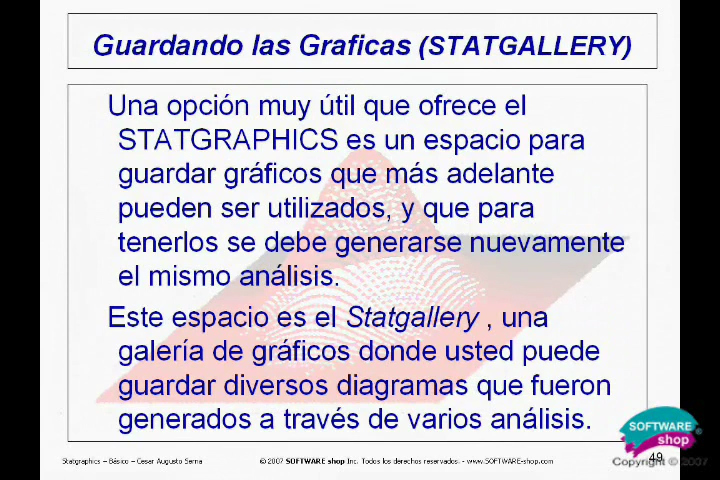 Guardando las Graficas (STATGALLERY)
Una opción muy útil que ofrece el
STATGRAPHICS es un espacio para
guardar gráficos que más adelante
pueden ser utilizados, y que para
tenerlos se debe generarse nuevamente
el mismo análisis.
Este espacio es el Statgallery , una
galería de gráficos donde usted puede
guardar diversos diagramas que fueron
generados a través de varios análisis.
SOFTWARE ®
shop
Statgraphics – Básico – Cesar Augusto Serna
© 2007 SOFTWARE shop Inc. Todos los derechos reservados. - www.SOFTWARE-shop.com
49
Copyright © 2007